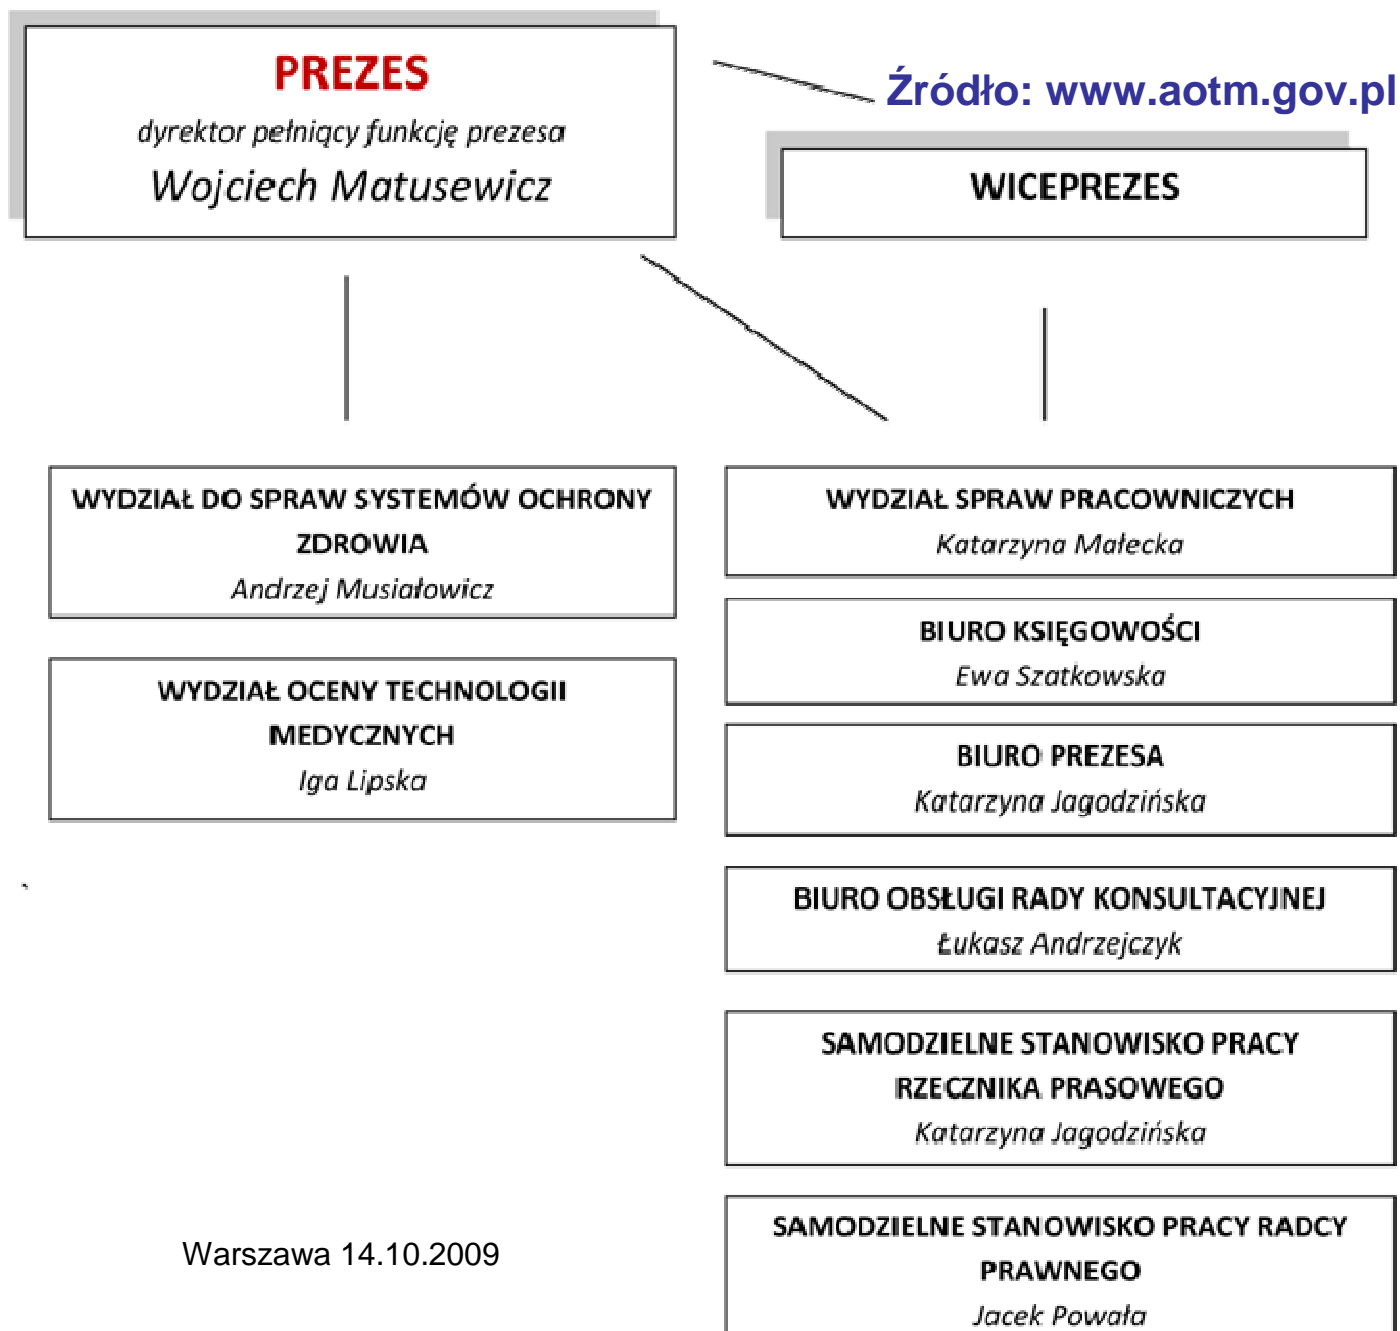 PREZES
dyrektor pełniący funkcję prezesa
Wojciech Matusewicz
Źródło: www.aotm.gov.pl
WICEPREZES
WYDZIAŁ DO SPRAW SYSTEMÓW OCHRONY
ZDROWIA
Andrzej Musiałowicz
WYDZIAŁ OCENY TECHNOLOGII
MEDYCZNYCH
Iga Lipska
WYDZIAŁ SPRAW PRACOWNICZYCH
Katarzyna Małecka
BIURO KSIĘGOWOŚCI
Ewa Szatkowska
BIURO PREZESA
Katarzyna Jagodzińska
BIURO OBSŁUGI RADY KONSULTACYJNEJ
Łukasz Andrzejczyk
SAMODZIELNE STANOWISKO PRACY
RZECZNIKA PRASOWEGO
Katarzyna Jagodzińska
SAMODZIELNE STANOWISKO PRACY RADCY
PRAWNEGO
Jacek Powała
Warszawa 14.10.2009